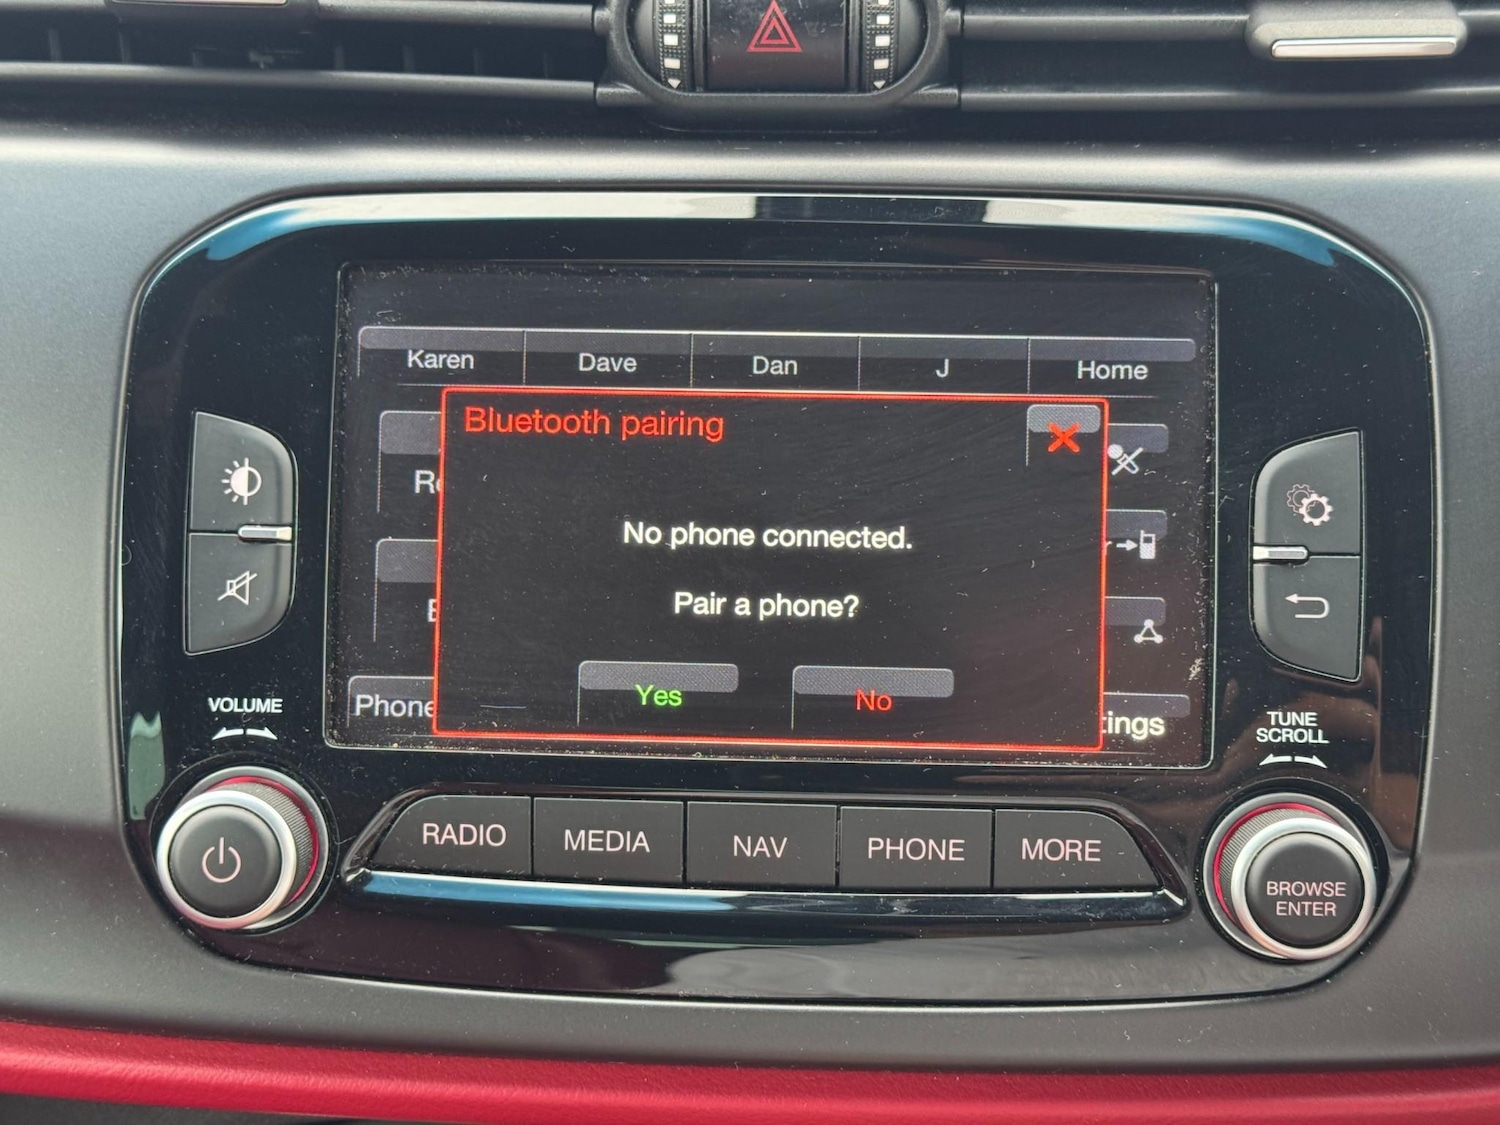 Karen Dave Dan J Home
Bluetooth pairing
No phone connected.
Pair a phone?
Yes No
Phone
VOLUME
TUNE
SCROLL
RADIO MEDIA NAV PHONE MORE
BROWSE
ENTER